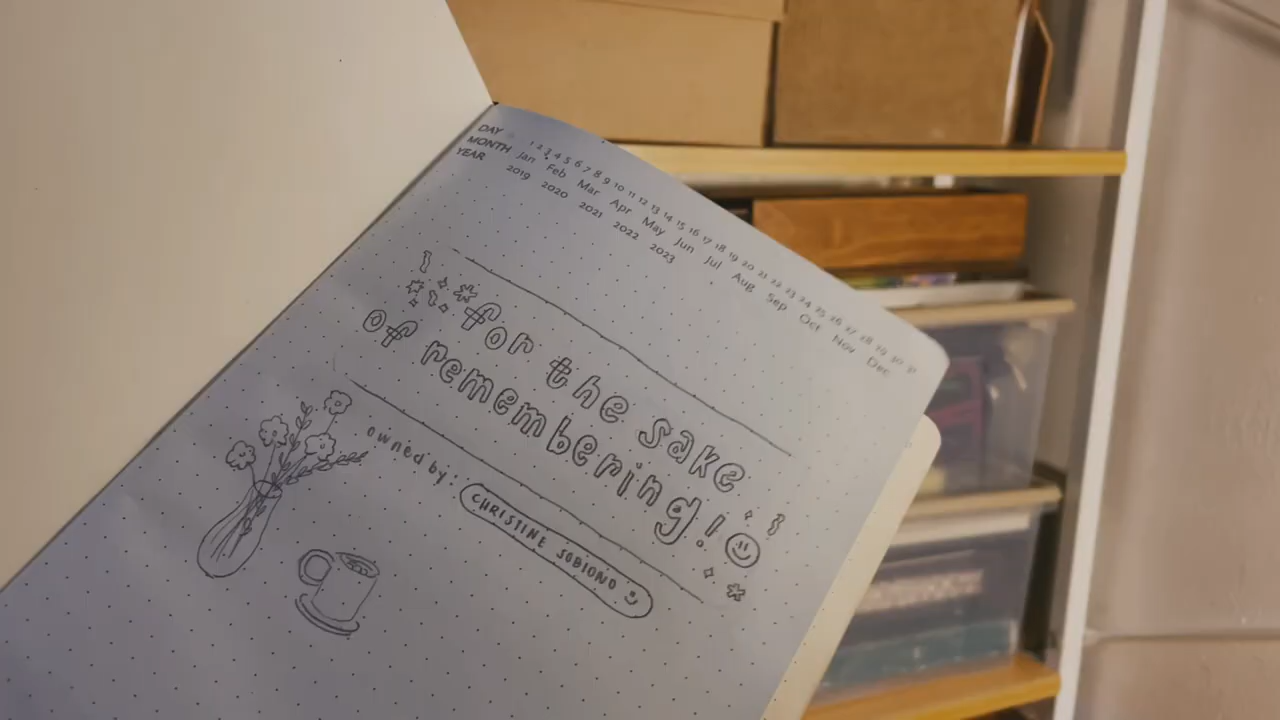 DAY 1 2 3 4 5 6 7 8 9 10 11 12 13 14 15 16 17 18 19 20 21 22 23 24 25 26 27 28 29 30 31
MONTH Jan Feb Mar Apr May Jun Jul Aug Sep Oct Nov Dec
YEAR 2019 2020 2021 2022 2023
for the sake
of remembering!
owned by: CHRISTINE SOBIONO